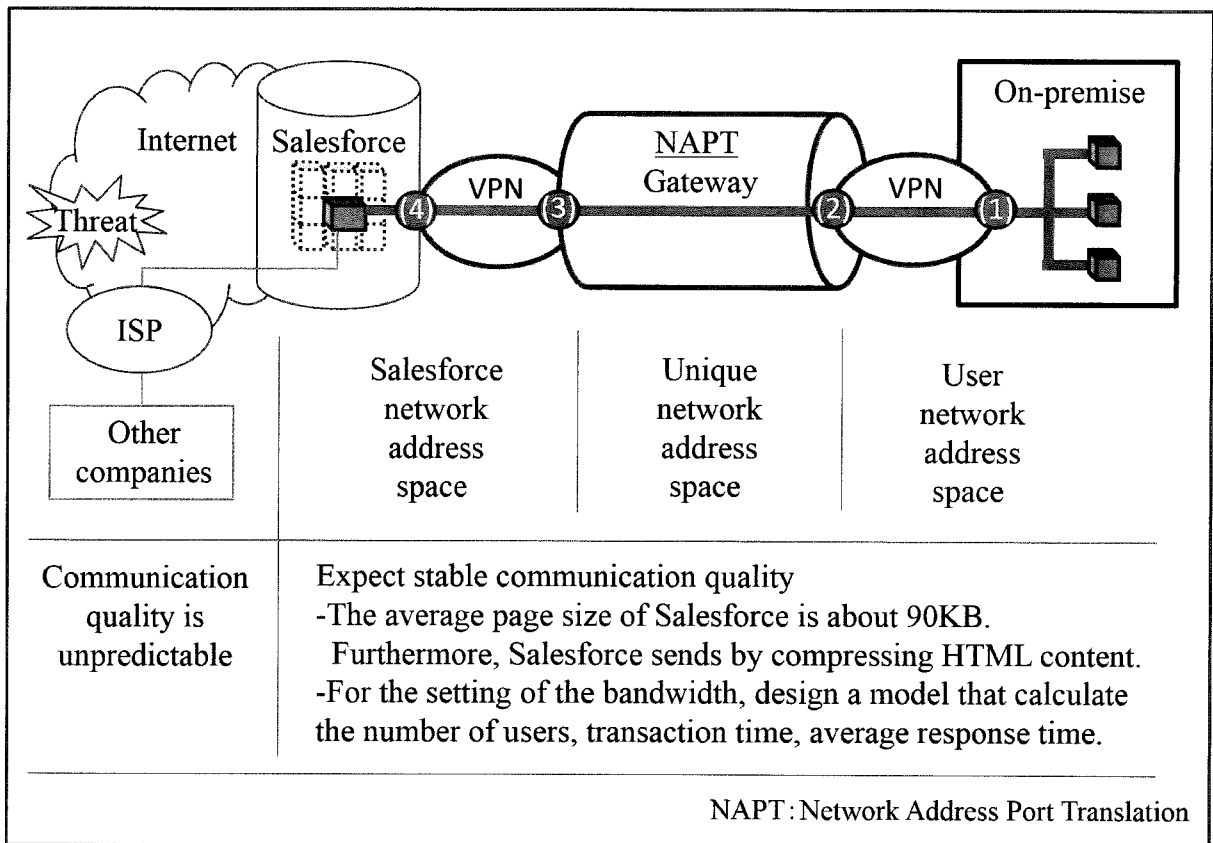 Internet
Threat
ISP
Other
companies
Salesforce
(4)
VPN
(3)
NAPT
Gateway
(2)
VPN
(1)
On-premise
Salesforce
network
address
space
Unique
network
address
space
User
network
address
space
Communication
quality is
unpredictable
Expect stable communication quality
-The average page size of Salesforce is about 90KB.
Furthermore, Salesforce sends by compressing HTML content.
-For the setting of the bandwidth, design a model that calculate
the number of users, transaction time, average response time.
NAPT : Network Address Port Translation